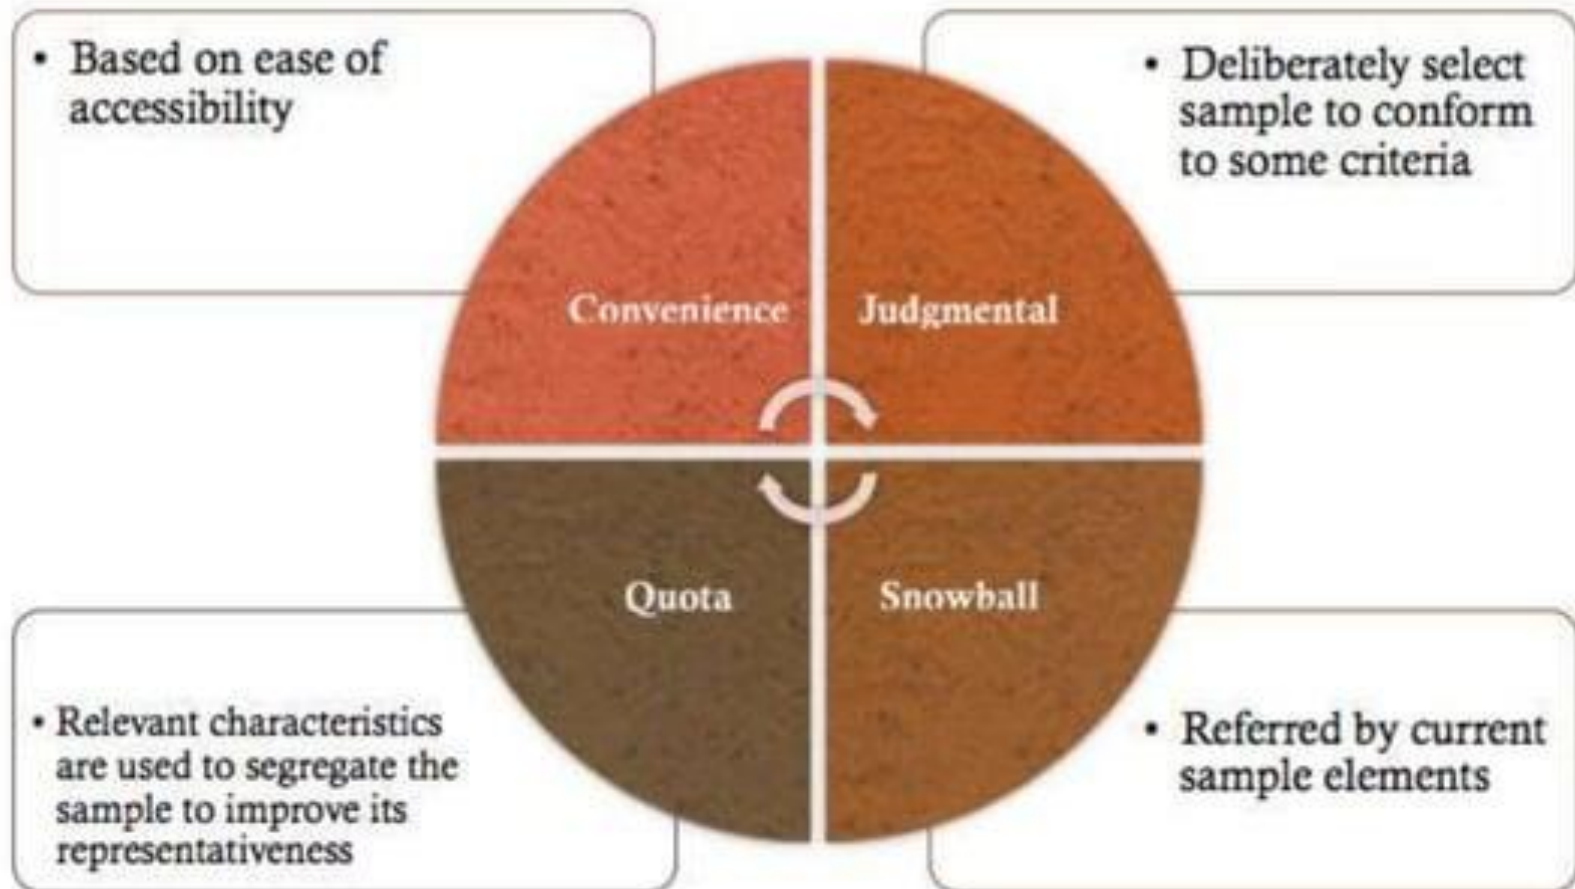 • Based on ease of
accessibility
• Deliberately select
sample to conform
to some criteria
Convenience
Judgmental
Quota
Snowball
• Relevant characteristics
are used to segregate the
sample to improve its
representativeness
• Referred by current
sample elements